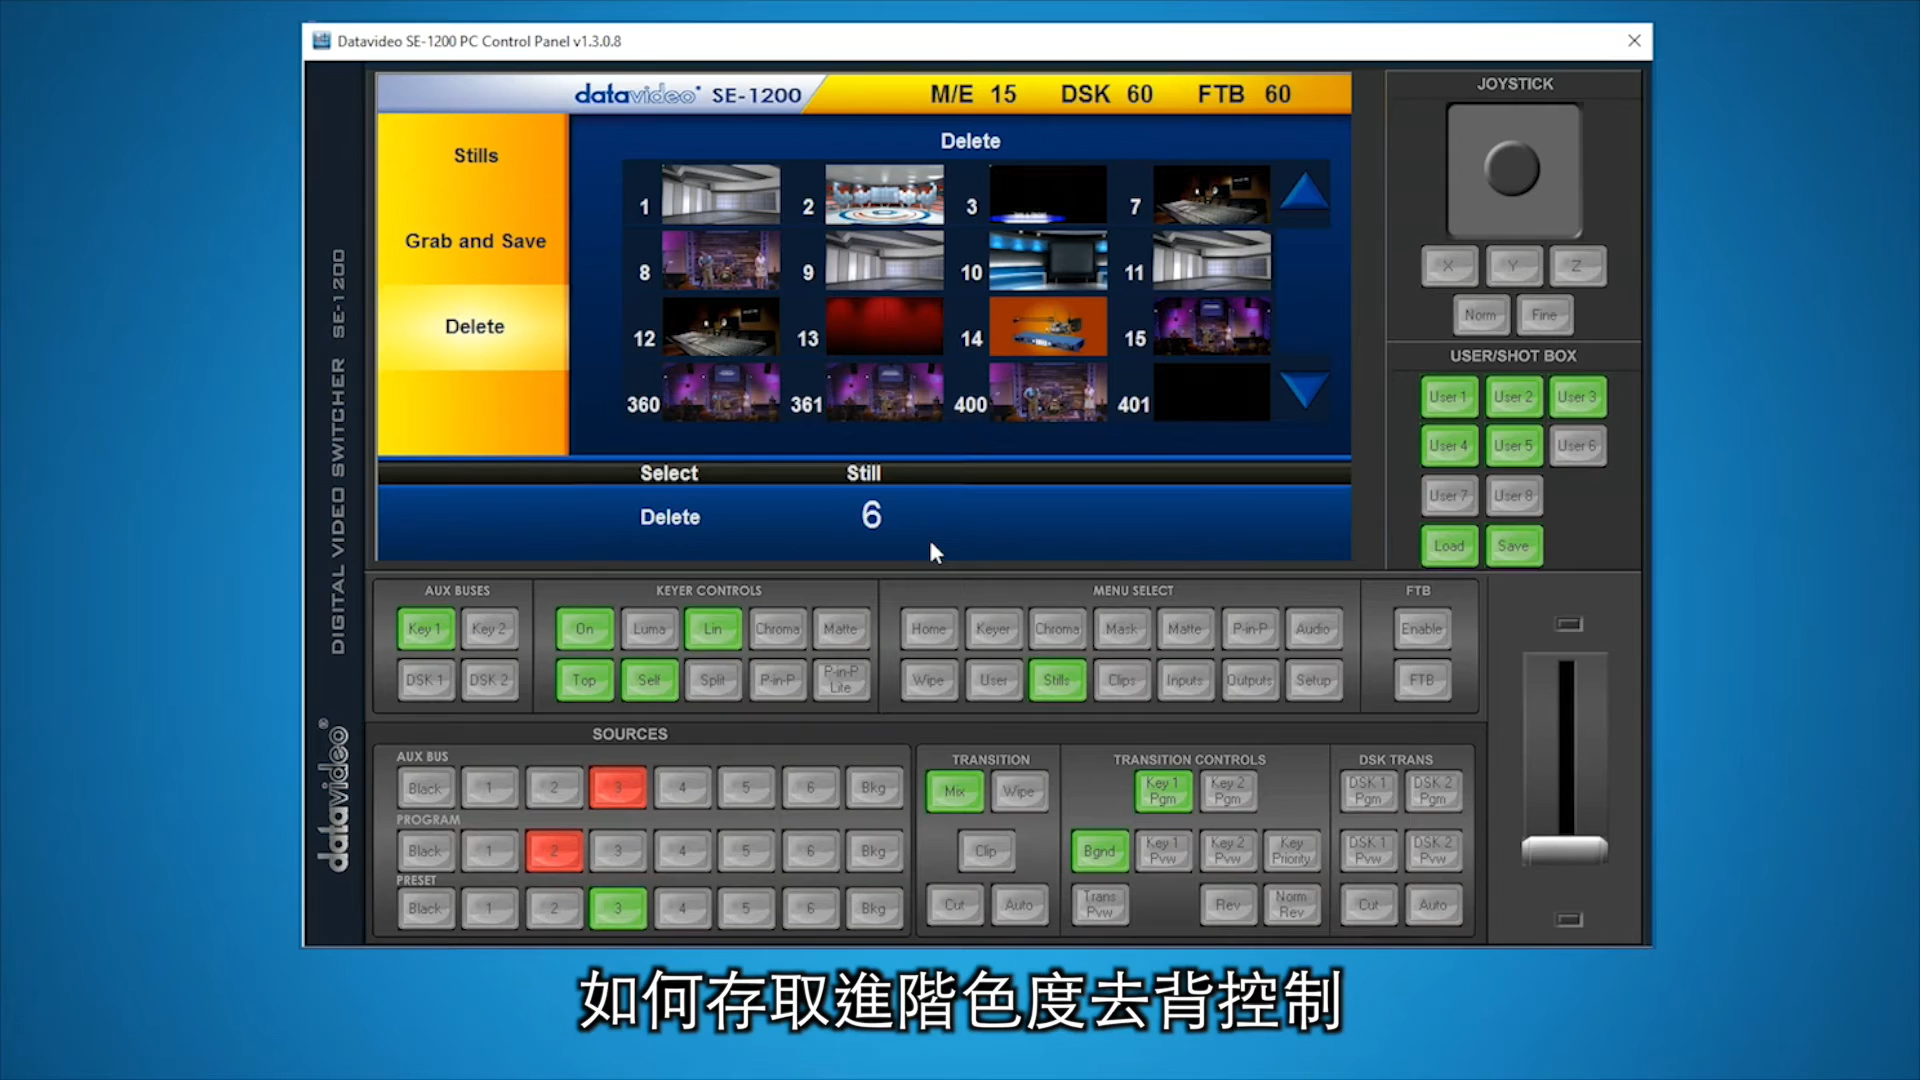 Datavideo SE-1200 PC Control Panel v1.3.0.8
datavideo SE-1200 M/E 15 DSK 60 FTB 60
Stills
Grab and Save
Delete
Delete
1 2 3 7
8 9 10 11
12 13 14 15
360 361 400 401
Select Still
Delete 6
JOYSTICK
X Y Z
Norm Fine
USER/SHOT BOX
User 1 User 2 User 3
User 4 User 5 User 6
User 7 User 8
Load Save
DIGITAL VIDEO SWITCHER SE-1200
datavideo®
AUX BUSES
Key 1 Key 2
DSK 1 DSK 2
KEYER CONTROLS
On Luma Lin Chroma Matte
Top Self Split P-in-P P-in-P Lite
MENU SELECT
Home Keyer Chroma Mask Matte P-in-P Audio
Wipe User Stills Clips Inputs Outputs Setup
FTB
Enable
FTB
SOURCES
AUX BUS
Black 1 2 3 4 5 6 Bkg
PROGRAM
Black 1 2 3 4 5 6 Bkg
PRESET
Black 1 2 3 4 5 6 Bkg
TRANSITION
Mix Wipe
Clip
Cut Auto
TRANSITION CONTROLS
Key 1 Pgm Key 2 Pgm
Bgnd Key 1 Pvw Key 2 Pvw Key Priority
Trans Pvw Rev Norm Rev
DSK TRANS
DSK 1 Pgm DSK 2 Pgm
DSK 1 Pvw DSK 2 Pvw
Cut Auto
如何存取進階色度去背控制